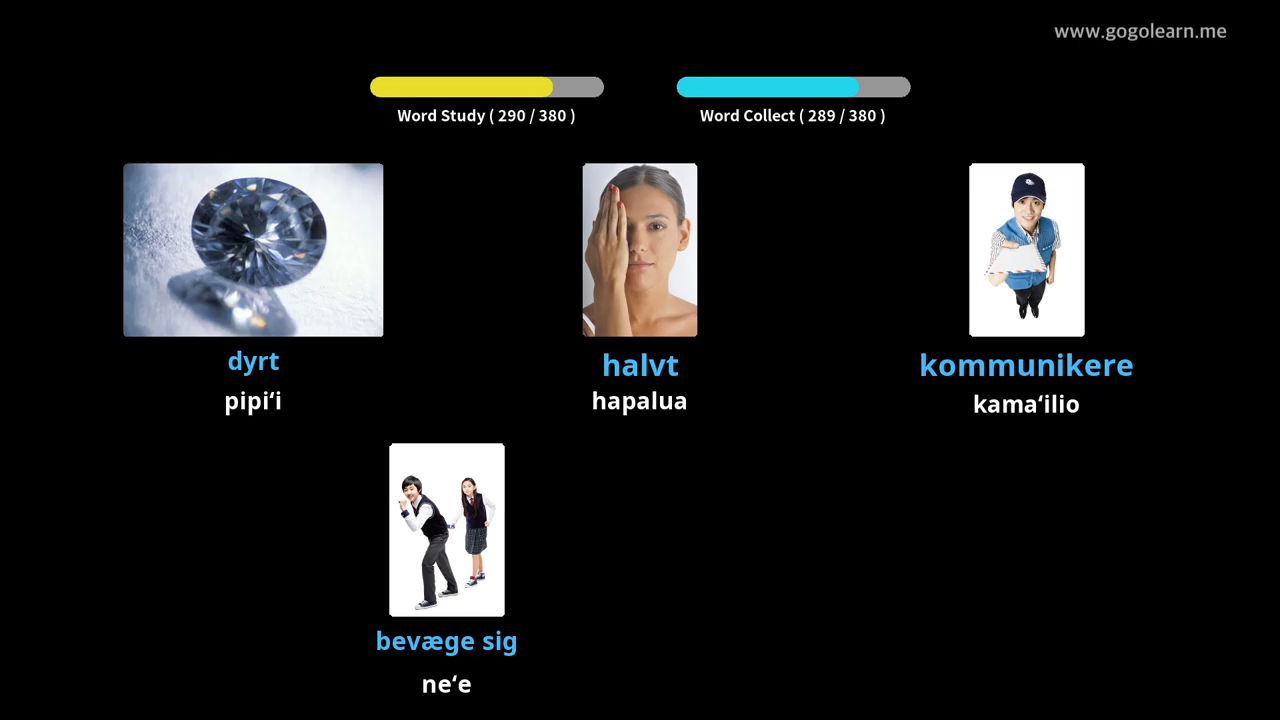 www.gogolearn.me
Word Study ( 290 / 380 )
Word Collect ( 289 / 380 )
dyrt
pipiʻi
halvt
hapalua
kommunikere
kamaʻilio
bevæge sig
neʻe